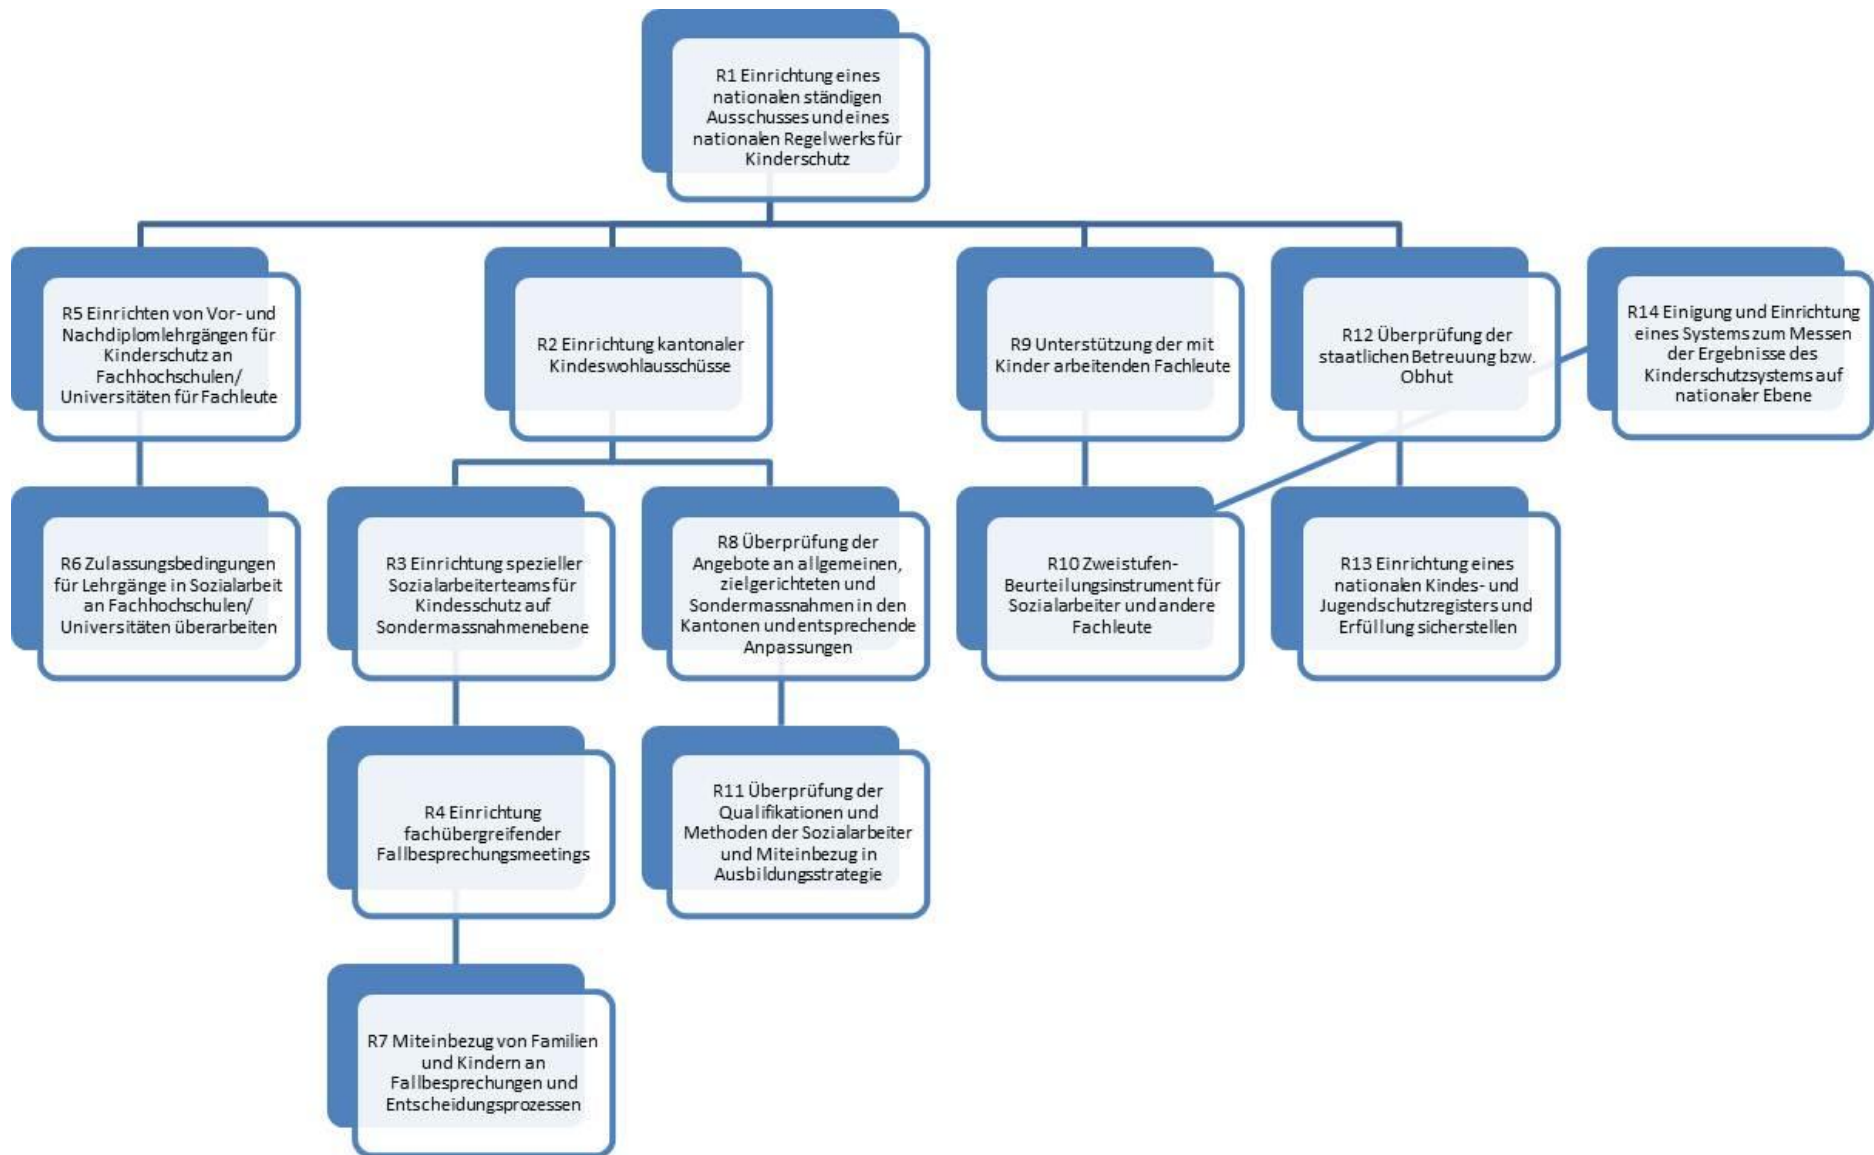 R1 Einrichtung eines
nationalen ständigen
Ausschusses und eines
nationalen Regelwerks für
Kinderschutz
R5 Einrichten von Vor- und
Nachdiplomlehrgängen für
Kinderschutz an
Fachhochschulen/
Universitäten für Fachleute
R2 Einrichtung kantonaler
Kindeswohlausschüsse
R9 Unterstützung der mit
Kinder arbeitenden Fachleute
R12 Überprüfung der
staatlichen Betreuung bzw.
Obhut
R14 Einigung und Einrichtung
eines Systems zum Messen
der Ergebnisse des
Kinderschutzsystems auf
nationaler Ebene
R6 Zulassungsbedingungen
für Lehrgänge in Sozialarbeit
an Fachhochschulen/
Universitäten überarbeiten
R3 Einrichtung spezieller
Sozialarbeiterteams für
Kindesschutz auf
Sondermassnahmenebene
R8 Überprüfung der
Angebote an allgemeinen,
zielgerichteten und
Sondermassnahmen in den
Kantonen und entsprechende
Anpassungen
R10 Zweistufen-
Beurteilungsinstrument für
Sozialarbeiter und andere
Fachleute
R13 Einrichtung eines
nationalen Kindes- und
Jugendschutzregisters und
Erfüllung sicherstellen
R4 Einrichtung
fachübergreifender
Fallbesprechungsmeetings
R11 Überprüfung der
Qualifikationen und
Methoden der Sozialarbeiter
und Miteinbezug in
Ausbildungsstrategie
R7 Miteinbezug von Familien
und Kindern an
Fallbesprechungen und
Entscheidungsprozessen